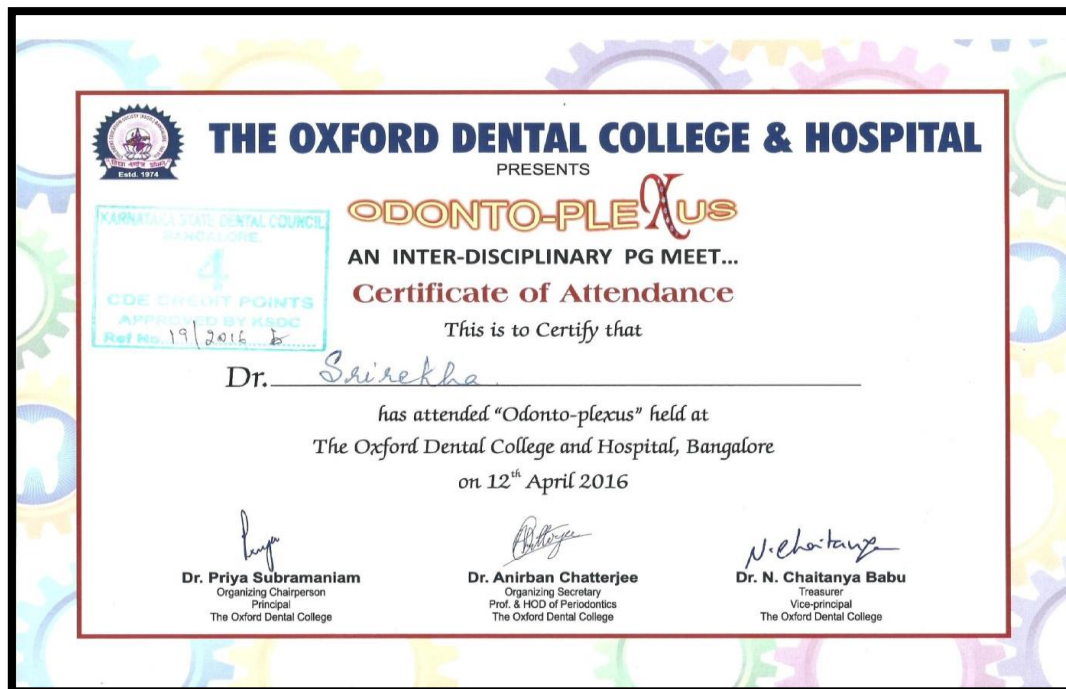 THE OXFORD DENTAL COLLEGE & HOSPITAL
Estd. 1974
PRESENTS
ODONTO-PLEXUS
AN INTER-DISCIPLINARY PG MEET...
Certificate of Attendance
KARNATAKA STATE DENTAL COUNCIL
BANGALORE.
4
CDE CREDIT POINTS
APPROVED BY KSDC
Ref No. 19/2016
This is to Certify that
Dr. Srirekha
has attended “Odonto-plexus” held at
The Oxford Dental College and Hospital, Bangalore
on 12th April 2016
Priya
Chatterjee
N. Chaitanya
Dr. Priya Subramaniam
Organizing Chairperson
Principal
The Oxford Dental College
Dr. Anirban Chatterjee
Organizing Secretary
Prof. & HOD of Periodontics
The Oxford Dental College
Dr. N. Chaitanya Babu
Treasurer
Vice-principal
The Oxford Dental College